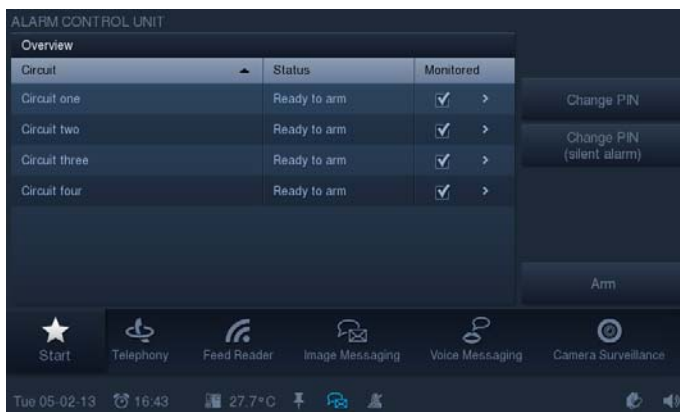 ALARM CONTROL UNIT
Overview
Circuit Status Monitored
Circuit one Ready to arm
Circuit two Ready to arm
Circuit three Ready to arm
Circuit four Ready to arm
Change PIN
Change PIN
(silent alarm)
Arm
Start Telephony Feed Reader Image Messaging Voice Messaging Camera Surveillance
Tue 05-02-13 16:43 27.7°C